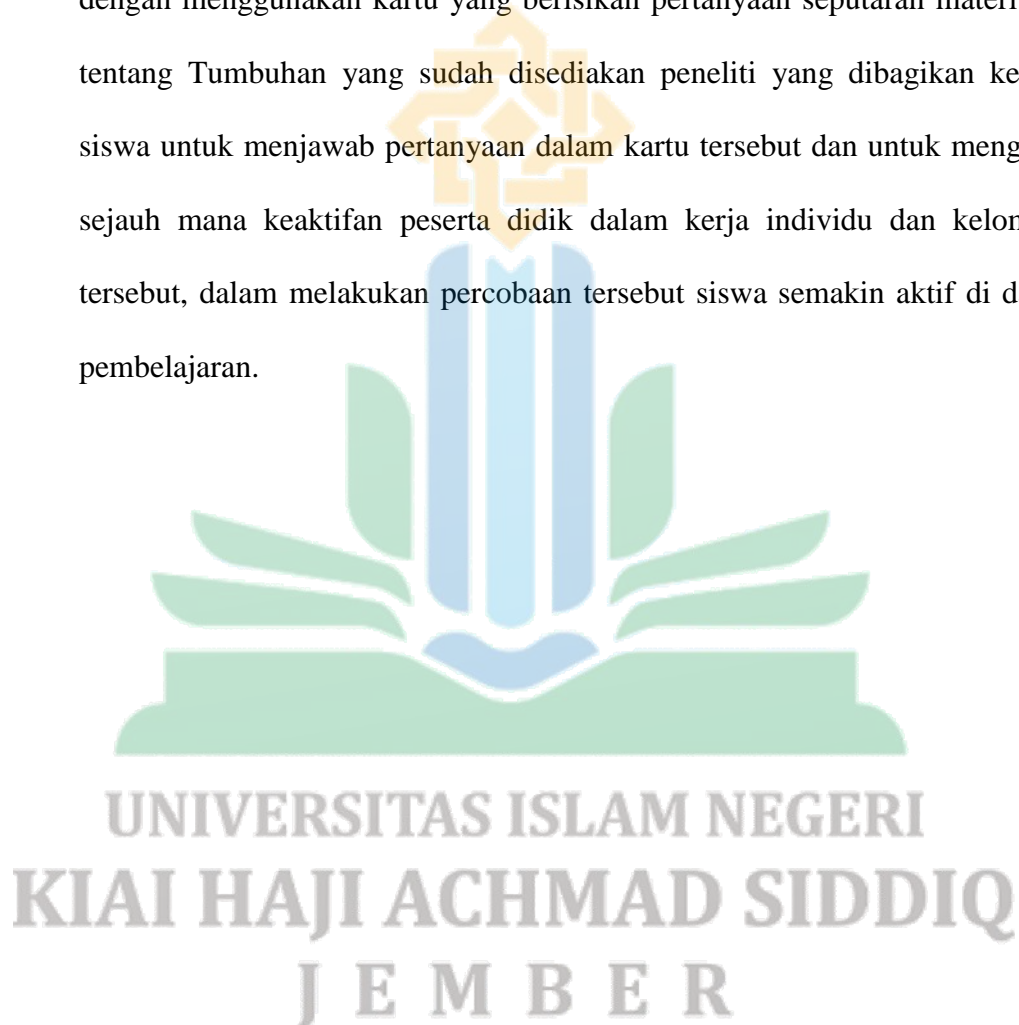 dengan menggunakan kartu yang berisikan pertanyaan seputaran materi
tentang Tumbuhan yang sudah disediakan peneliti yang dibagikan ke
siswa untuk menjawab pertanyaan dalam kartu tersebut dan untuk meng
sejauh mana keaktifan peserta didik dalam kerja individu dan kelon
tersebut, dalam melakukan percobaan tersebut siswa semakin aktif di d
pembelajaran.
UNIVERSITAS ISLAM NEGERI
KIAI HAJI ACHMAD SIDDIQ
JEMBER